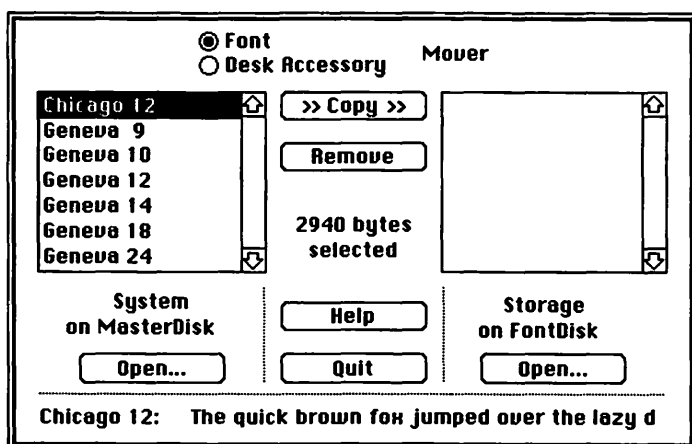 Font
Desk Accessory
Mover
Chicago 12
Geneva 9
Geneva 10
Geneva 12
Geneva 14
Geneva 18
Geneva 24
>> Copy >>
Remove
2940 bytes
selected
System
on MasterDisk
Open...
Help
Quit
Storage
on FontDisk
Open...
Chicago 12: The quick brown fox jumped over the lazy d